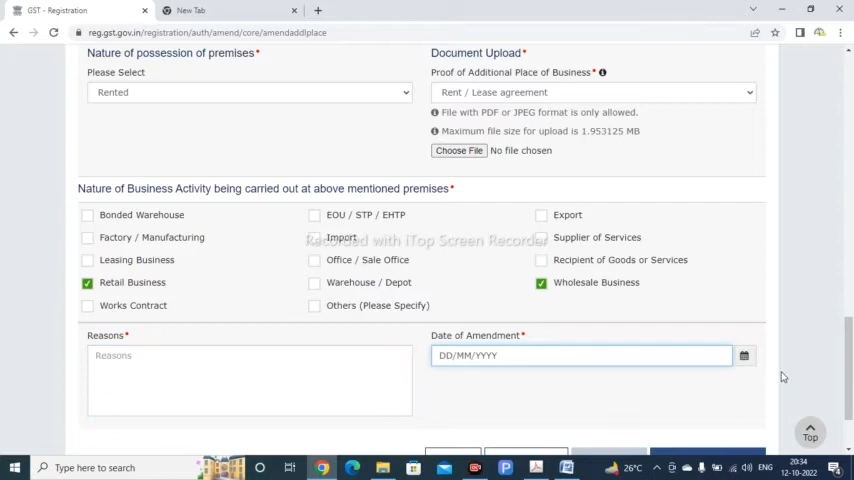 GST - Registration
New Tab
reg.gst.gov.in/registration/auth/amend/core/amendaddlplace
Nature of possession of premises* Document Upload*
Please Select Proof of Additional Place of Business*
Rented Rent / Lease agreement
File with PDF or JPEG format is only allowed.
Maximum file size for upload is 1.953125 MB
Choose File No file chosen
Nature of Business Activity being carried out at above mentioned premises*
Bonded Warehouse EOU / STP / EHTP Export
Factory / Manufacturing Import Supplier of Services
Recorded with iTop Screen Recorder
Leasing Business Office / Sale Office Recipient of Goods or Services
Retail Business Warehouse / Depot Wholesale Business
Works Contract Others (Please Specify)
Reasons* Date of Amendment*
Reasons DD/MM/YYYY
Top
Type here to search 26°C ENG 20:34
12-10-2022
4